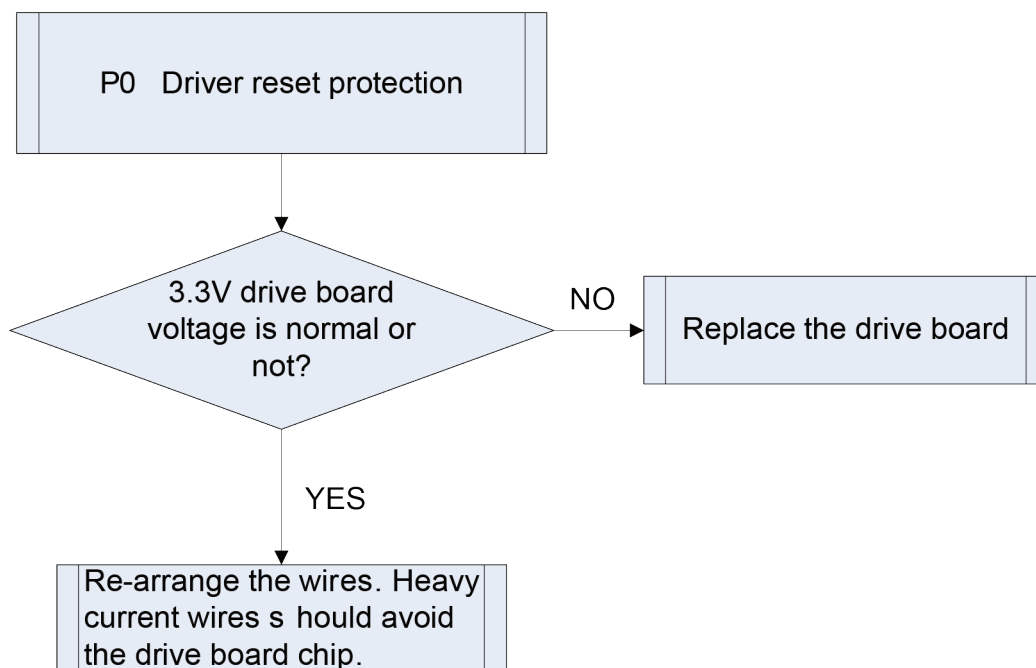 P0 Driver reset protection
3.3V drive board
voltage is normal or
not?
NO
Replace the drive board
YES
Re-arrange the wires. Heavy
current wires s hould avoid
the drive board chip.